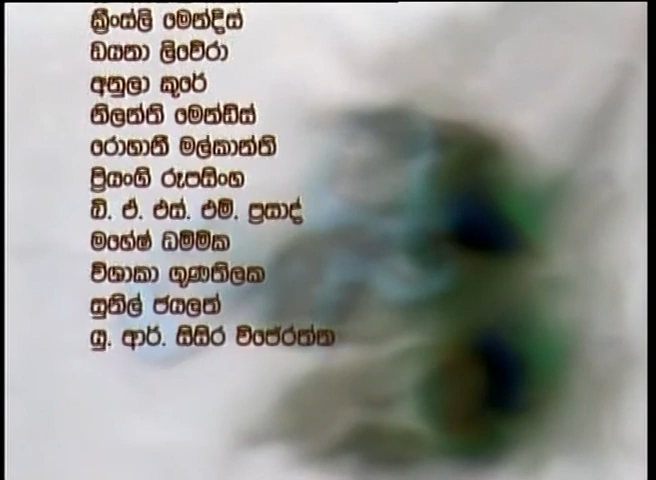 ක්‍රීංස්ලි මෙන්දිස්
ඩයනා ලිවේරා
අනුලා කුරේ
නිලන්ති මෙන්ඩිස්
රොහානි මල්කාන්ති
ප්‍රියංගි රූපසිංහ
බී. ඒ. එස්. එම්. ප්‍රසාද්
මහේෂ් ධම්මික
විශාකා ගුණතිලක
සුනිල් ජයලත්
යු. ආර්. සිසිර විජේරත්න